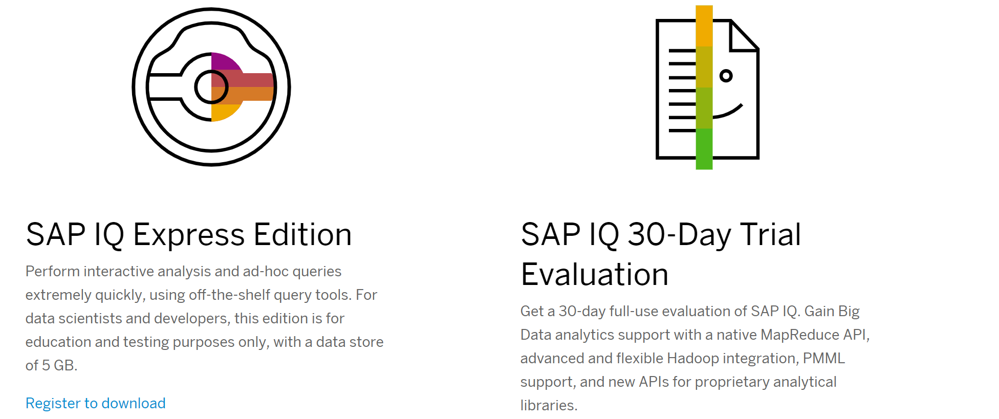 SAP IQ Express Edition
Perform interactive analysis and ad-hoc queries
extremely quickly, using off-the-shelf query tools. For
data scientists and developers, this edition is for
education and testing purposes only, with a data store
of 5 GB.
Register to download
SAP IQ 30-Day Trial
Evaluation
Get a 30-day full-use evaluation of SAP IQ. Gain Big
Data analytics support with a native MapReduce API,
advanced and flexible Hadoop integration, PMML
support, and new APIs for proprietary analytical
libraries.